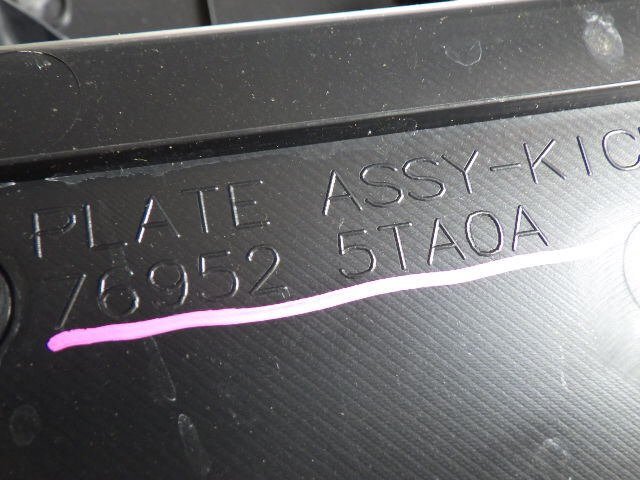 PLATE ASSY-KIC
76952 5TA0A